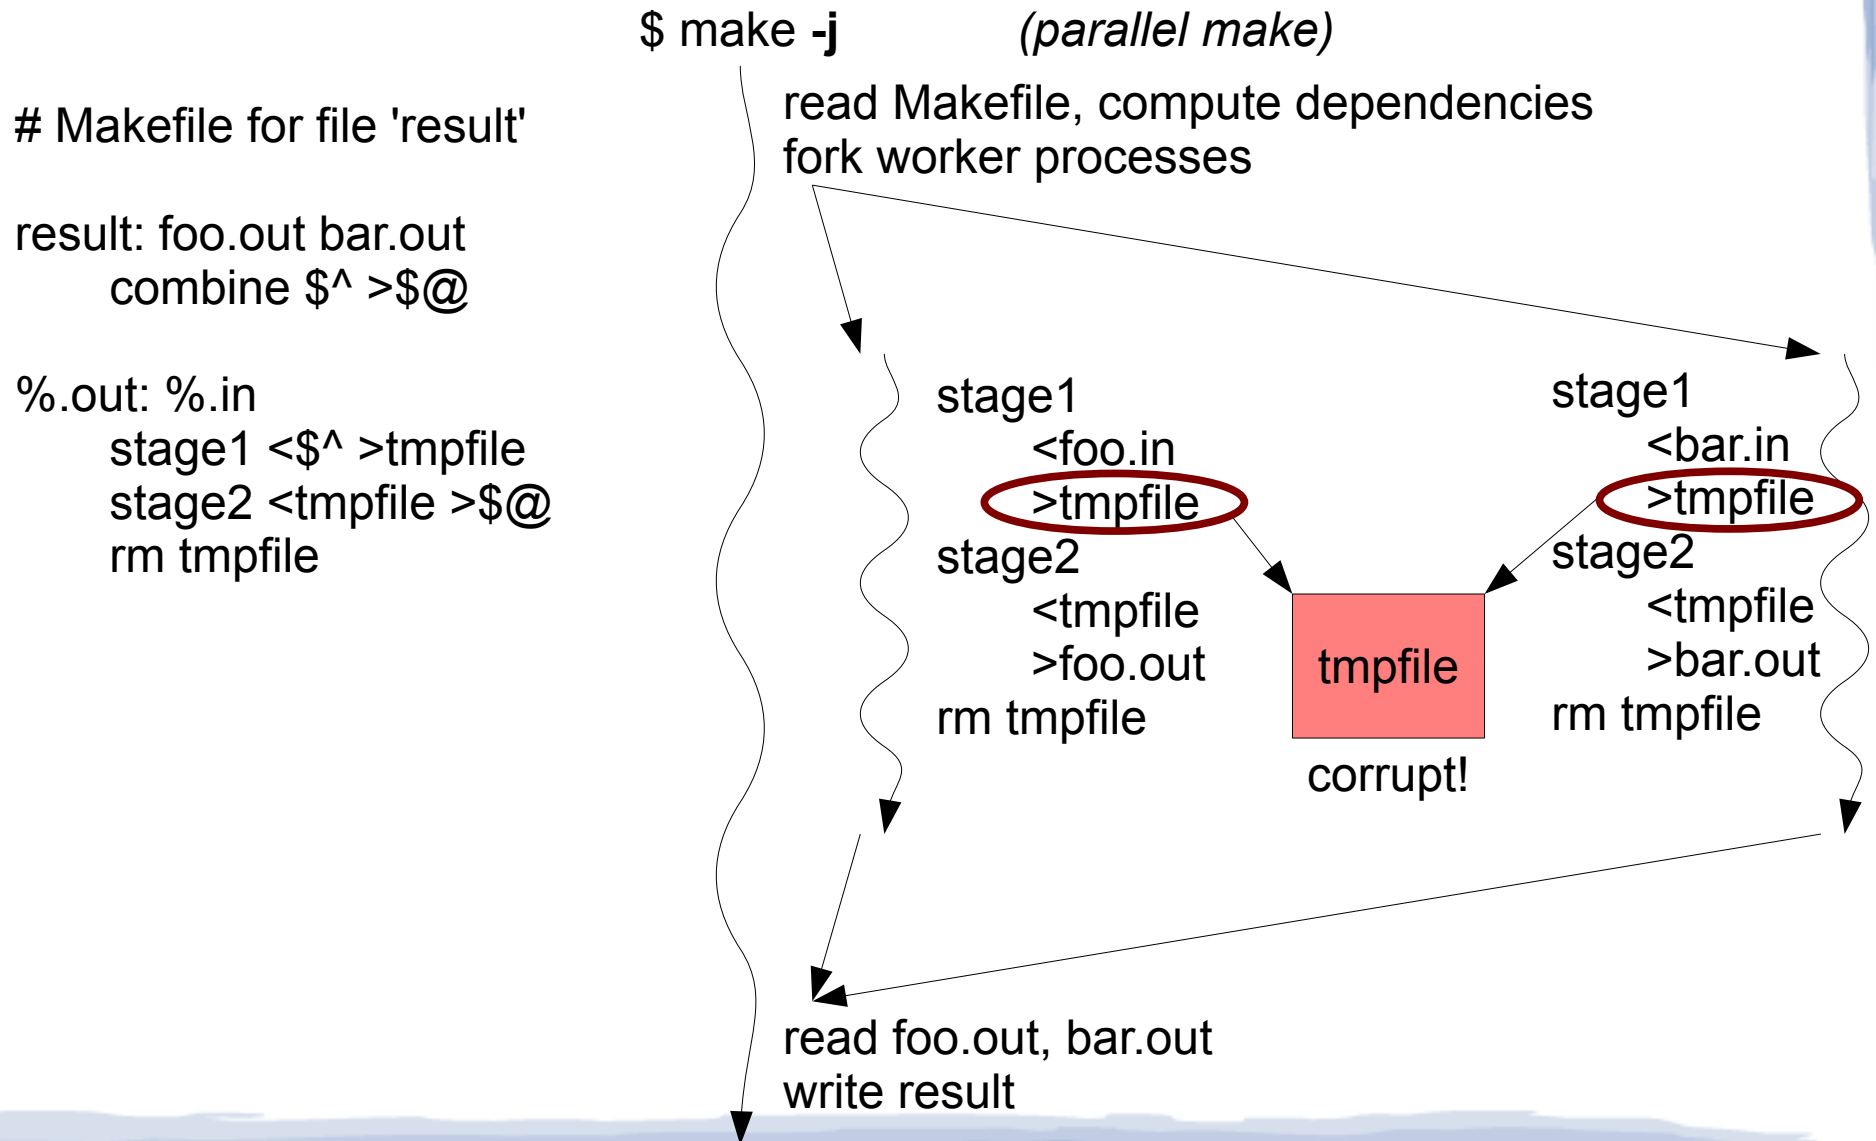 $ make -j (parallel make)
# Makefile for file 'result'
result: foo.out bar.out
combine $^ >$@
%.out: %.in
stage1 <$^ >tmpfile
stage2 <tmpfile >$@
rm tmpfile
read Makefile, compute dependencies
fork worker processes
stage1
<foo.in
>tmpfile
stage2
<tmpfile
>foo.out
rm tmpfile
tmpfile
corrupt!
stage1
<bar.in
>tmpfile
stage2
<tmpfile
>bar.out
rm tmpfile
read foo.out, bar.out
write result